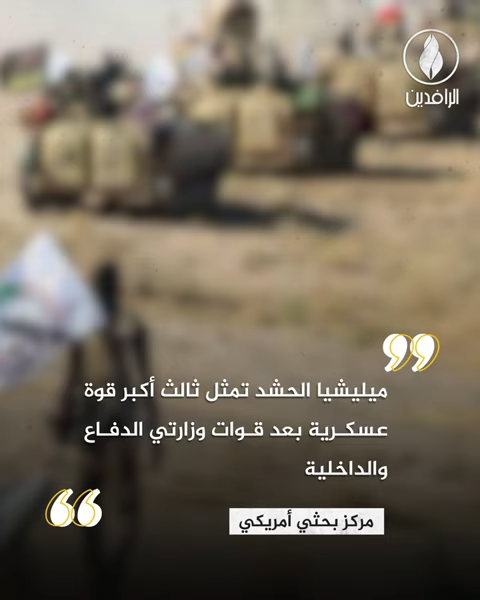 الرافدين
ميليشيا الحشد تمثل ثالث أكبر قوة
عسكرية بعد قوات وزارتي الدفاع
والداخلية
مركز بحثي أمريكي